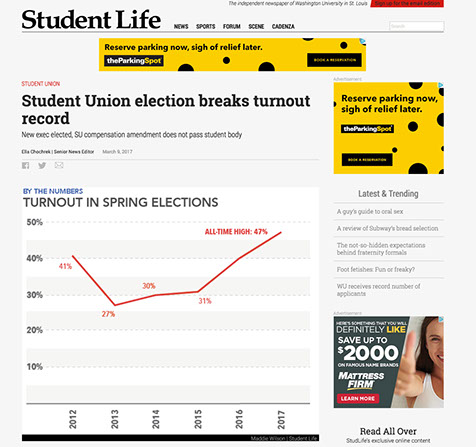 The independent newspaper of Washington University in St. Louis
Sign up for the email edition
Student Life
NEWS SPORTS FORUM SCENE CADENZA
Search
Reserve parking now, sigh of relief later.
theParkingSpot
BOOK A RESERVATION
STUDENT UNION
Student Union election breaks turnout
record
New exec elected, SU compensation amendment does not pass student body
Ella Chochrek | Senior News Editor March 9, 2017
BY THE NUMBERS
TURNOUT IN SPRING ELECTIONS
50%
ALL-TIME HIGH: 47%
40%
41%
30%
30%
31%
27%
20%
10%
2012
2013
2014
2015
2016
2017
Maddie Wilson | Student Life
Advertisement
Reserve parking now,
sigh of relief later.
theParkingSpot
BOOK A RESERVATION
Latest & Trending
A guy's guide to oral sex
A review of Subway's bread selection
The not-so-hidden expectations
behind fraternity formals
Foot fetishes: Fun or freaky?
WU receives record number of
applicants
Advertisement
HERE'S SOMETHING THAT YOU WILL
DEFINITELY LIKE
SAVE UP TO
$2000
ON FAMOUS NAME BRANDS
MATTRESS
FIRM
LEARN MORE
Read All Over
StudLife's exclusive online content